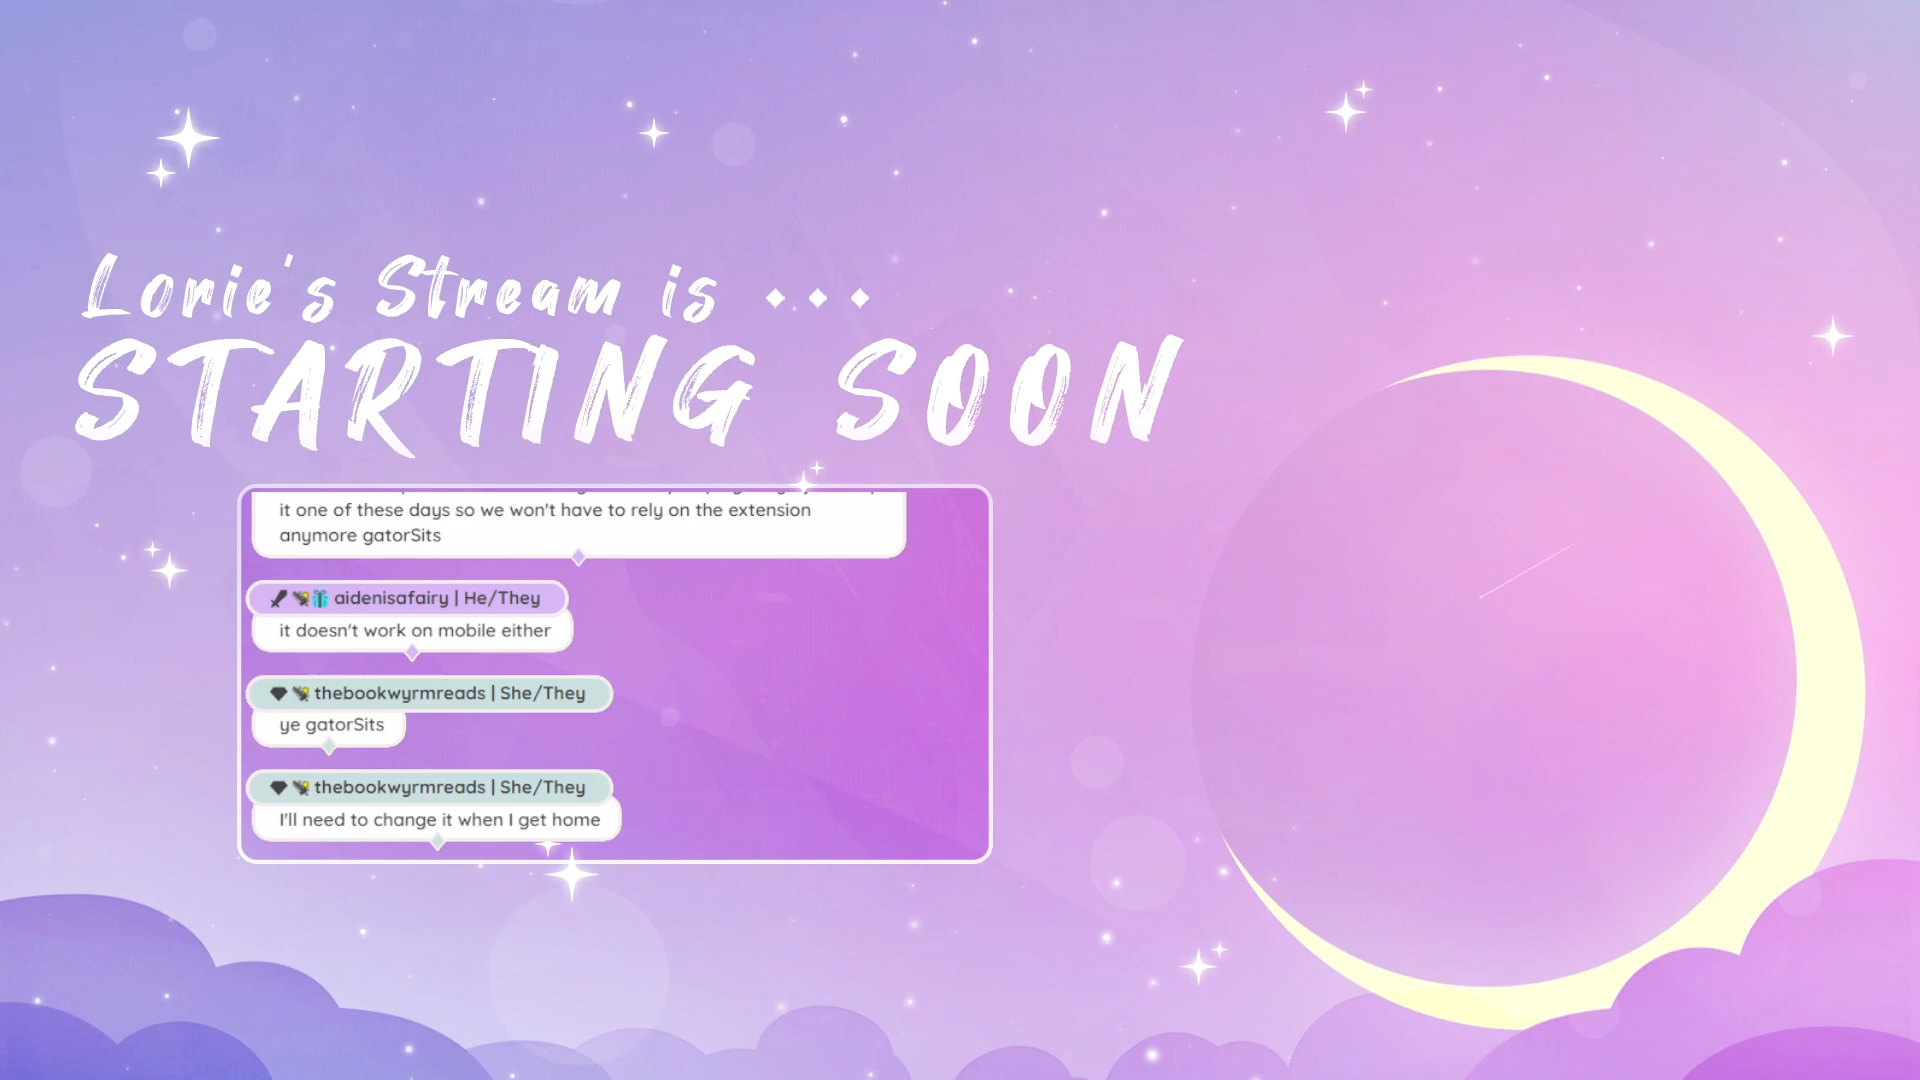 Lorie's Stream is
STARTING SOON
it one of these days so we won't have to rely on the extension
anymore gatorSits
aidenisafairy | He/They
it doesn't work on mobile either
thebookwyrmreads | She/They
ye gatorSits
thebookwyrmreads | She/They
I'll need to change it when I get home